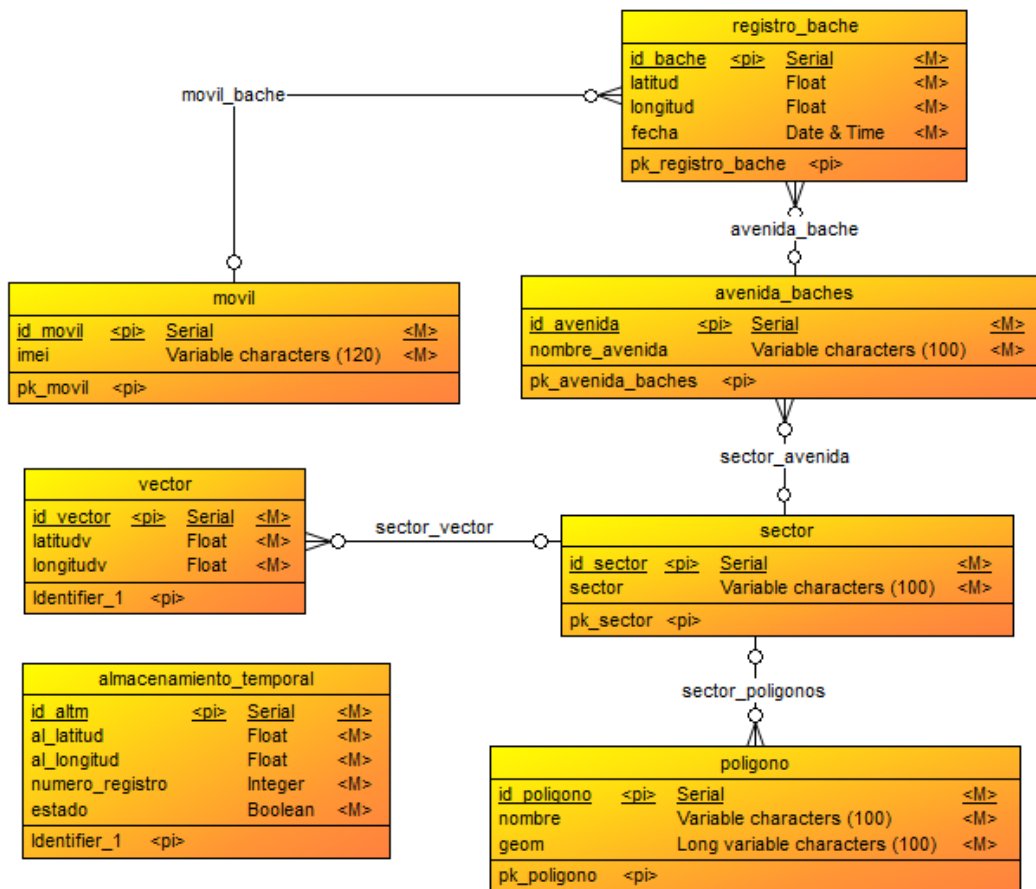 registro_bache
id_bache <pi> Serial <M>
latitud Float <M>
longitud Float <M>
fecha Date & Time <M>
pk_registro_bache <pi>
movil_bache
avenida_bache
movil
id_movil <pi> Serial <M>
imei Variable characters (120) <M>
pk_movil <pi>
avenida_baches
id_avenida <pi> Serial <M>
nombre_avenida Variable characters (100) <M>
pk_avenida_baches <pi>
sector_avenida
vector
id_vector <pi> Serial <M>
latitudv Float <M>
longitudv Float <M>
Identifier_1 <pi>
sector_vector
sector
id_sector <pi> Serial <M>
sector Variable characters (100) <M>
pk_sector <pi>
sector_poligonos
almacenamiento_temporal
id_altm <pi> Serial <M>
al_latitud Float <M>
al_longitud Float <M>
numero_registro Integer <M>
estado Boolean <M>
Identifier_1 <pi>
poligono
id_poligono <pi> Serial <M>
nombre Variable characters (100) <M>
geom Long variable characters (100) <M>
pk_poligono <pi>